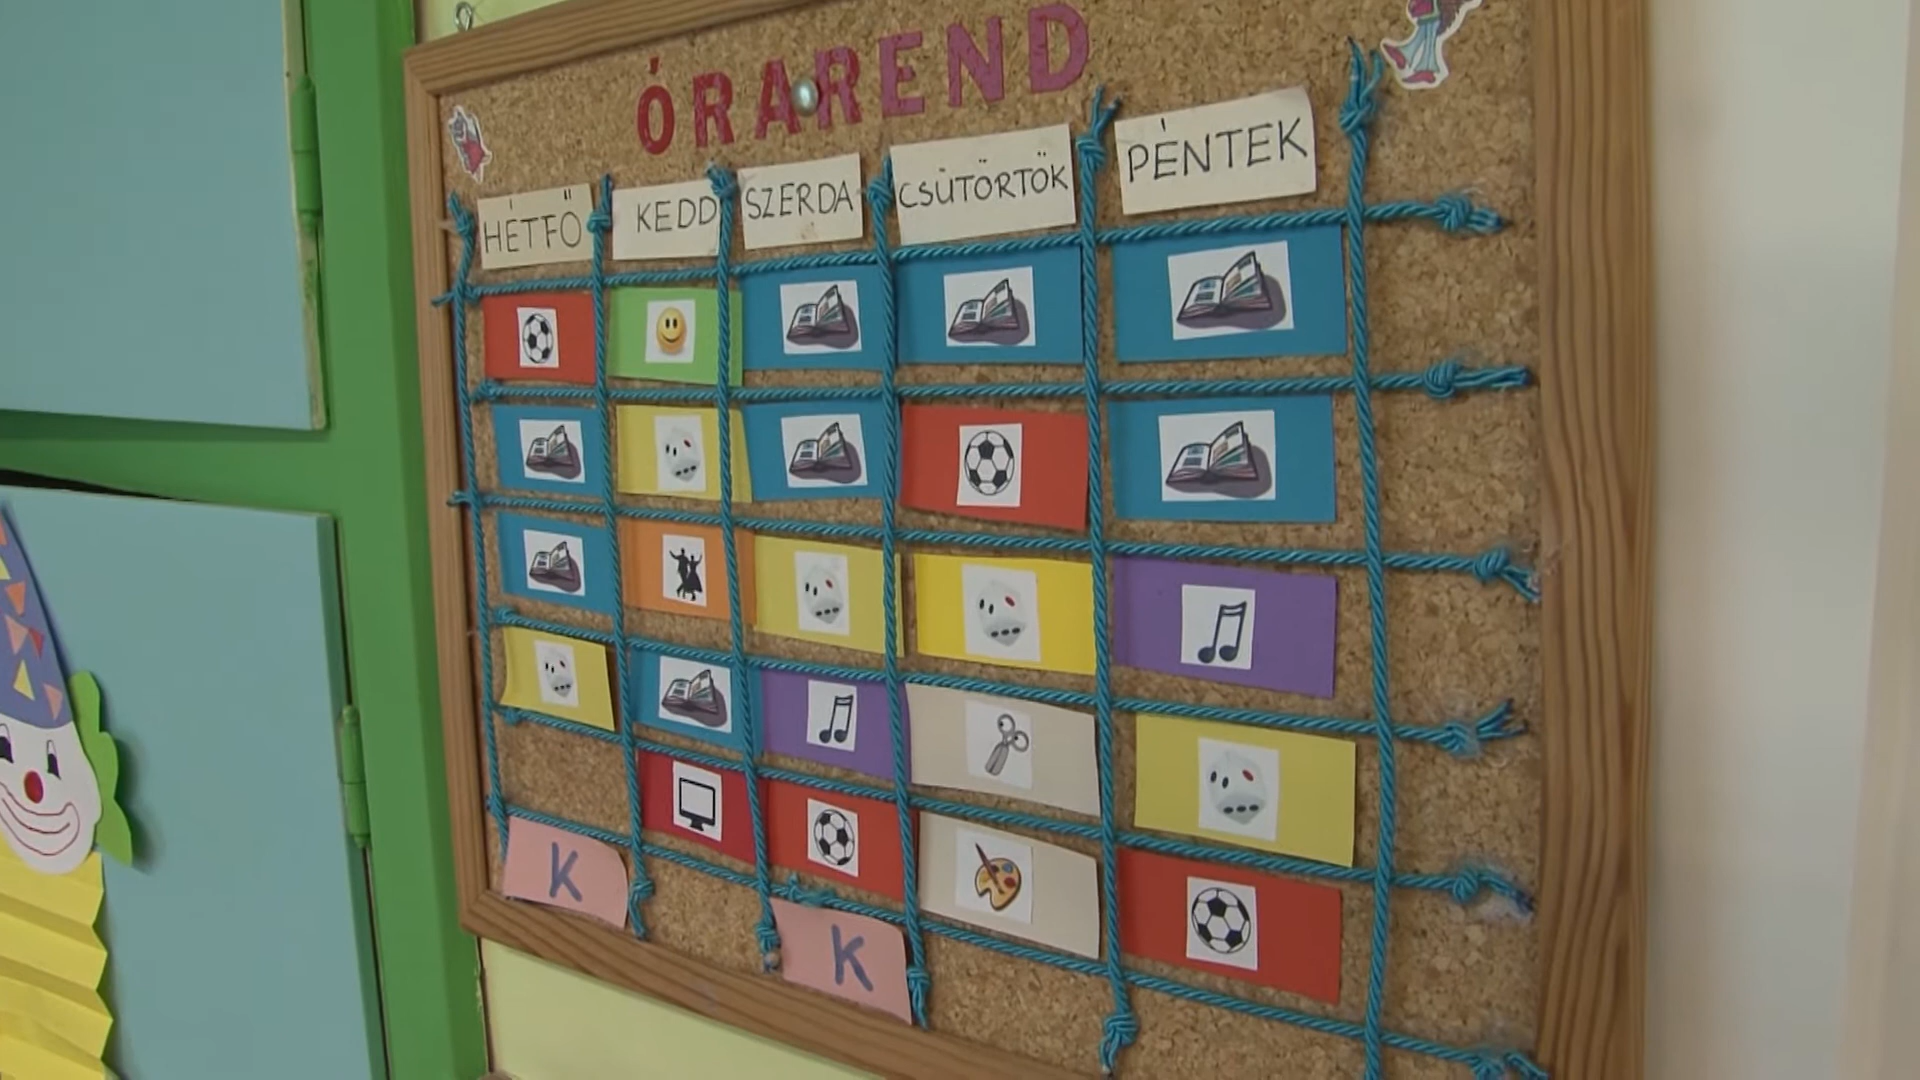 ÓRAREND
HÉTFŐ
KEDD
SZERDA
CSÜTÖRTÖK
PÉNTEK
K
K